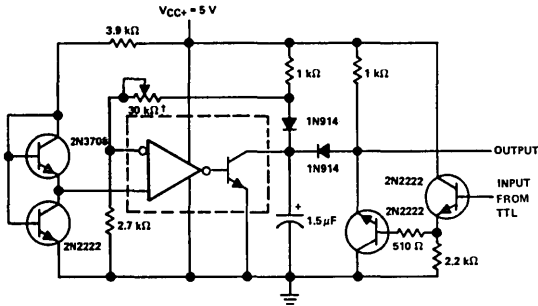 VCC+ = 5 V
3.9 kΩ
1 kΩ
1 kΩ
30 kΩ †
1N914
2N3708
OUTPUT
1N914
2N2222
INPUT
FROM
TTL
2N2222
+
1.5 µF
510 Ω
2.7 kΩ
2N2222
2.2 kΩ